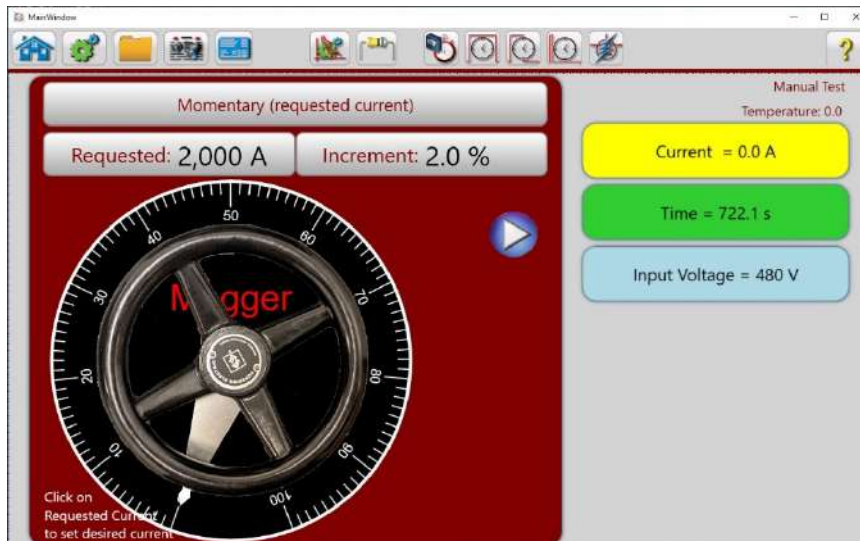 MainWindow
Manual Test
Temperature: 0.0
Momentary (requested current)
Requested: 2,000 A
Increment: 2.0 %
Current = 0.0 A
Time = 722.1 s
Input Voltage = 480 V
50
40
60
30
70
20
80
10
90
100
Megger
Click on
Requested Current
to set desired current
?